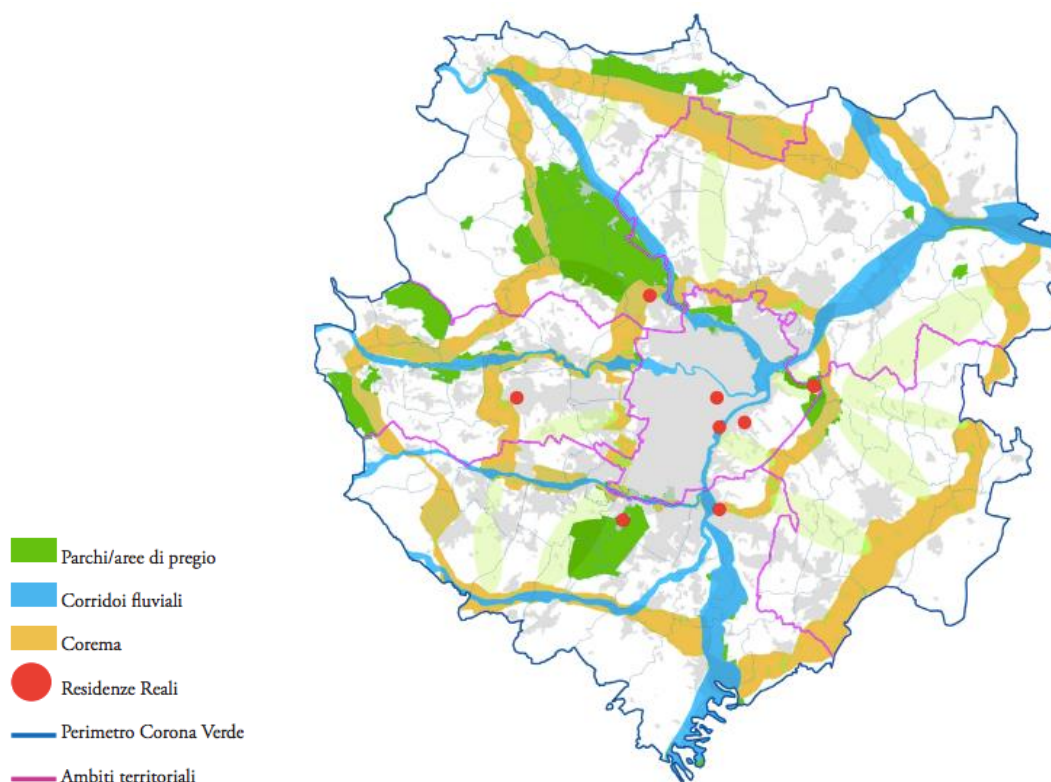 Parchi/aree di pregio
Corridoi fluviali
Corema
Residenze Reali
Perimetro Corona Verde
Ambiti territoriali